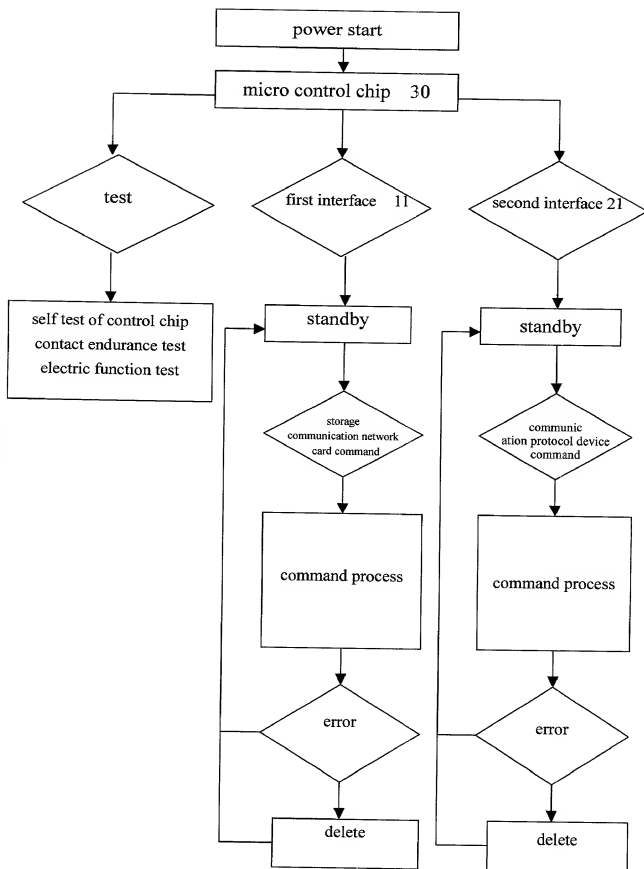 power start
micro control chip 30
test
first interface 11
second interface 21
self test of control chip
contact endurance test
electric function test
standby
standby
storage
communication network
card command
communic
ation protocol device
command
command process
command process
error
error
delete
delete